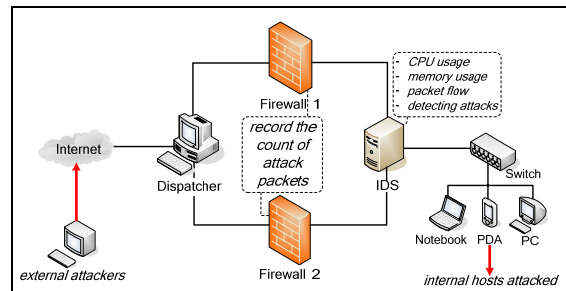 - CPU usage
- memory usage
- packet flow
- detecting attacks
Firewall 1
record the
count of
attack
packets
Internet
Dispatcher
IDS
Switch
Notebook
PDA
PC
Firewall 2
external attackers
internal hosts attacked